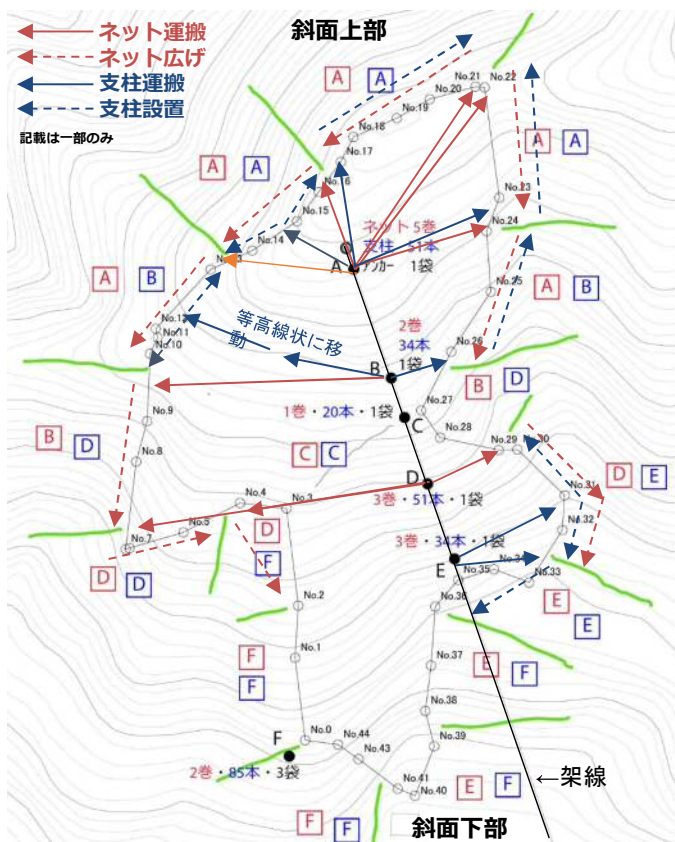 ネット運搬
ネット広げ
支柱運搬
支柱設置
記載は一部のみ
斜面上部
A A
No.21 No.22
No.20
No.19
No.18
No.17
No.16
No.15
No.14
A A
A A
No.23
No.24
ネット 5巻
支柱 51本
アンカー 1袋
A
A B
A B
No.25
No.26
No.12
No.11
No.10
等高線状に移動
2巻
34本
1袋
B
B D
No.27
No.28
1巻・20本・1袋
C
C C
No.9
No.8
B D
No.29
No.30
No.31
No.32
D E
D
3巻・51本・1袋
No.4
No.3
No.5
No.7
D
F
D D
3巻・34本・1袋
E
No.35
No.33
No.36
E
E
No.2
No.1
F
F
No.37
No.38
No.39
E F
F
No.0
No.44
No.43
No.41
No.40
2巻・85本・3袋
E F
F F
←架線
斜面下部